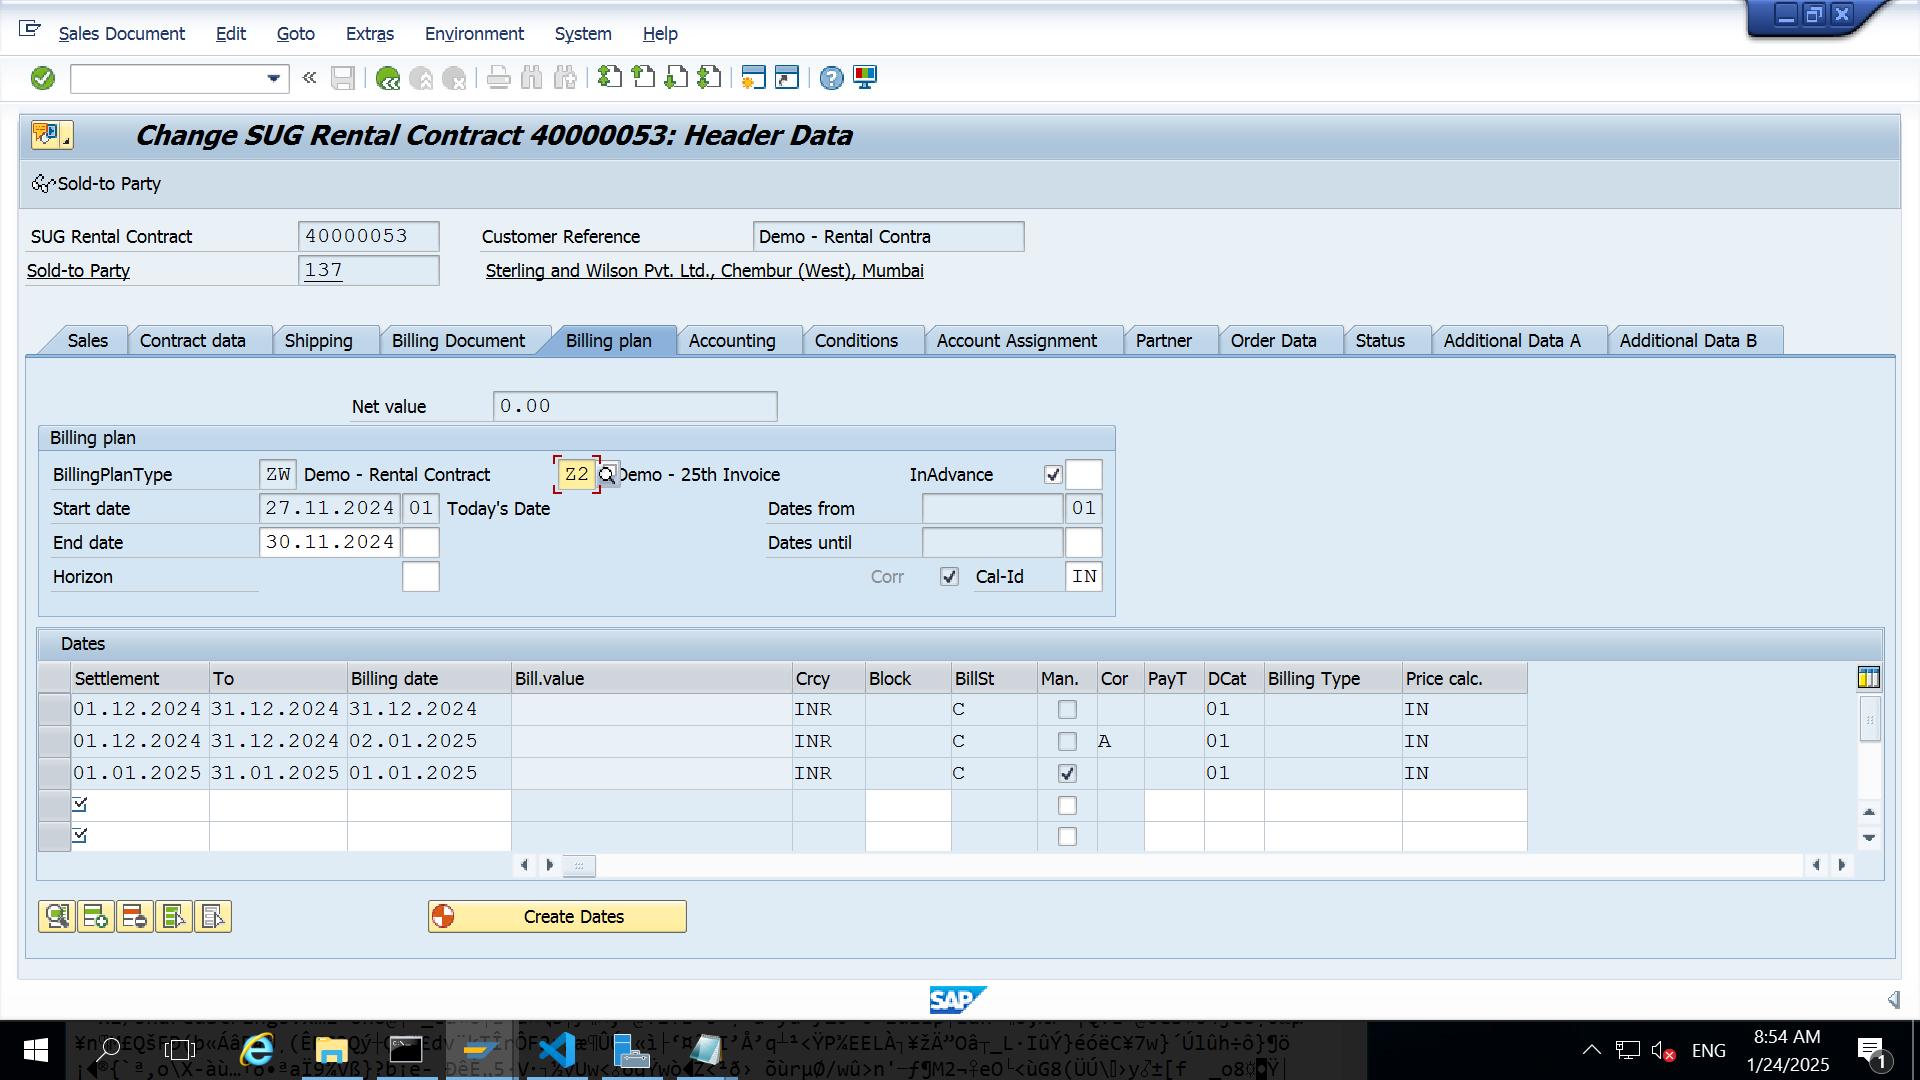 Sales Document Edit Goto Extras Environment System Help
Change SUG Rental Contract 40000053: Header Data
Sold-to Party
SUG Rental Contract 40000053 Customer Reference Demo - Rental Contra
Sold-to Party 137 Sterling and Wilson Pvt. Ltd., Chembur (West), Mumbai
Sales Contract data Shipping Billing Document Billing plan Accounting Conditions Account Assignment Partner Order Data Status Additional Data A Additional Data B
Net value 0.00
Billing plan
BillingPlanType ZW Demo - Rental Contract Z2 Demo - 25th Invoice InAdvance
Start date 27.11.2024 01 Today's Date Dates from 01
End date 30.11.2024 Dates until
Horizon Corr Cal-Id IN
Dates
Settlement To Billing date Bill.value Crcy Block BillSt Man. Cor PayT DCat Billing Type Price calc.
01.12.2024 31.12.2024 31.12.2024 INR C 01 IN
01.12.2024 31.12.2024 02.01.2025 INR C A 01 IN
01.01.2025 31.01.2025 01.01.2025 INR C 01 IN
Create Dates
SAP
ENG
8:54 AM
1/24/2025
1